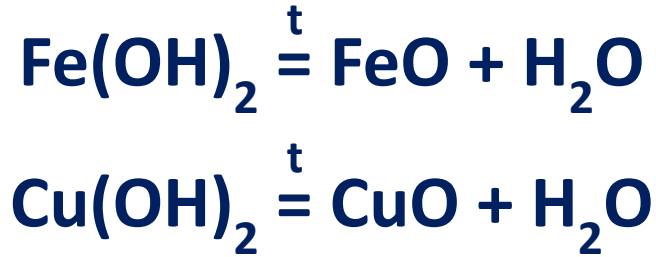 t
Fe(OH)₂ = FeO + H₂O
t
Cu(OH)₂ = CuO + H₂O